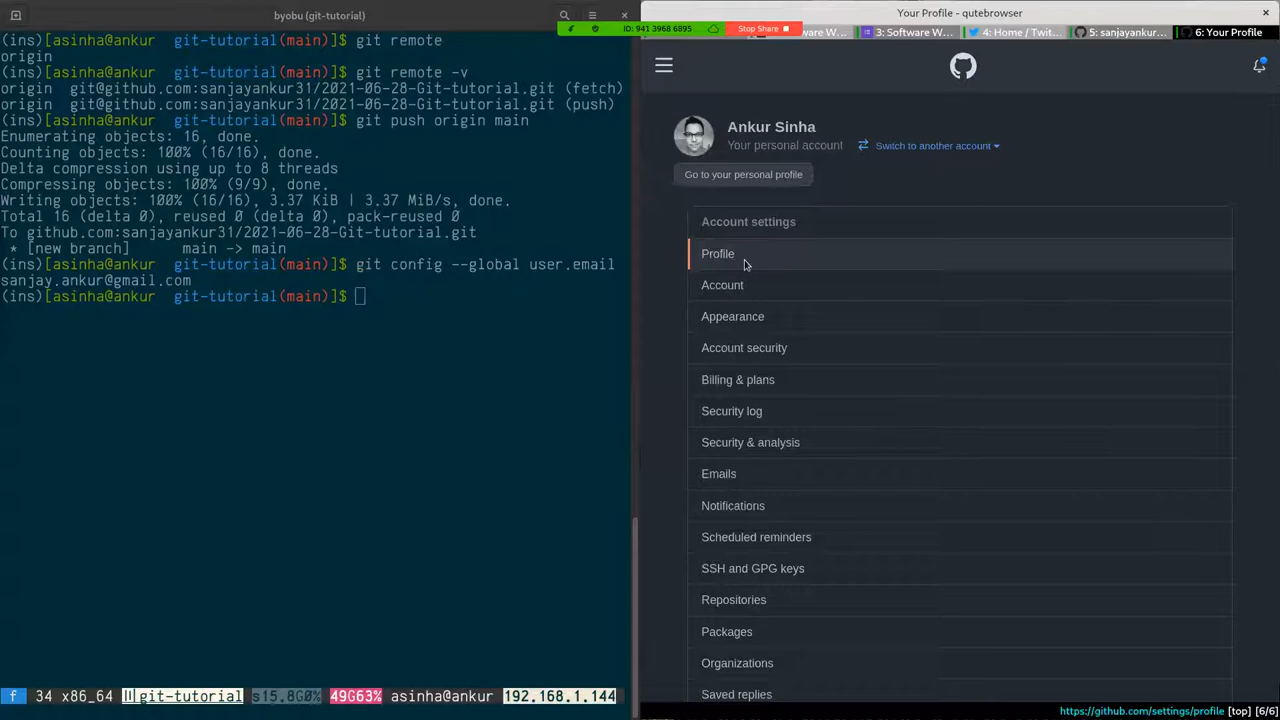 byobu (git-tutorial)
(ins)[asinha@ankur  git-tutorial(main)]$ git remote
origin
(ins)[asinha@ankur  git-tutorial(main)]$ git remote -v
origin  git@github.com:sanjayankur31/2021-06-28-Git-tutorial.git (fetch)
origin  git@github.com:sanjayankur31/2021-06-28-Git-tutorial.git (push)
(ins)[asinha@ankur  git-tutorial(main)]$ git push origin main
Enumerating objects: 16, done.
Counting objects: 100% (16/16), done.
Delta compression using up to 8 threads
Compressing objects: 100% (9/9), done.
Writing objects: 100% (16/16), 3.37 KiB | 3.37 MiB/s, done.
Total 16 (delta 0), reused 0 (delta 0), pack-reused 0
To github.com:sanjayankur31/2021-06-28-Git-tutorial.git
 * [new branch]      main -> main
(ins)[asinha@ankur  git-tutorial(main)]$ git config --global user.email
sanjay.ankur@gmail.com
(ins)[asinha@ankur  git-tutorial(main)]$
f 34 x86_64 git-tutorial s15.8G0% 49G63% asinha@ankur 192.168.1.144
ID: 941 3968 6895 Stop Share
Your Profile - qutebrowser
ware W... 3: Software W... 4: Home / Twit... 5: sanjayankur... 6: Your Profile
Ankur Sinha
Your personal account Switch to another account
Go to your personal profile
Account settings
Profile
Account
Appearance
Account security
Billing & plans
Security log
Security & analysis
Emails
Notifications
Scheduled reminders
SSH and GPG keys
Repositories
Packages
Organizations
Saved replies
https://github.com/settings/profile [top] [6/6]